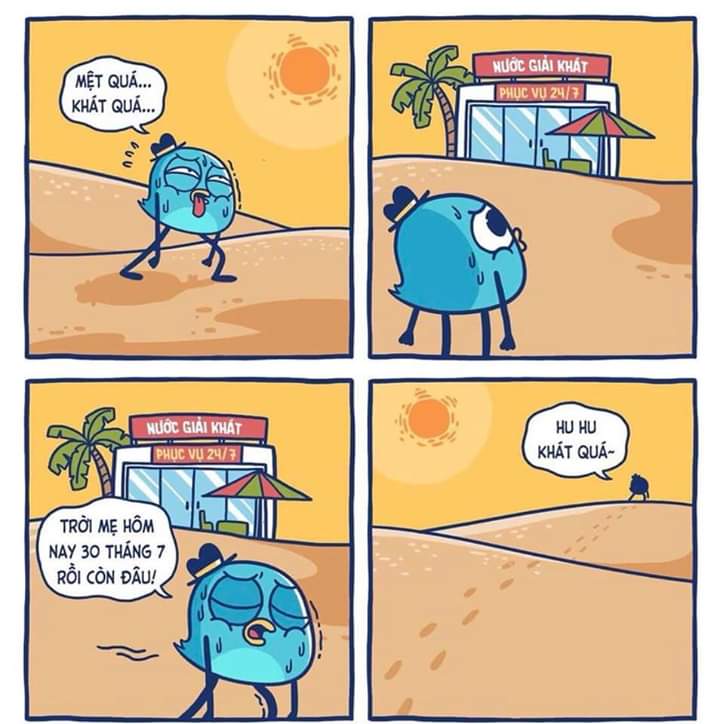 MỆT QUÁ...
KHÁT QUÁ...
NƯỚC GIẢI KHÁT
PHỤC VỤ 24/7
NƯỚC GIẢI KHÁT
PHỤC VỤ 24/7
TRỜI MẸ HÔM
NAY 30 THÁNG 7
RỒI CÒN ĐÂU!
HU HU
KHÁT QUÁ~